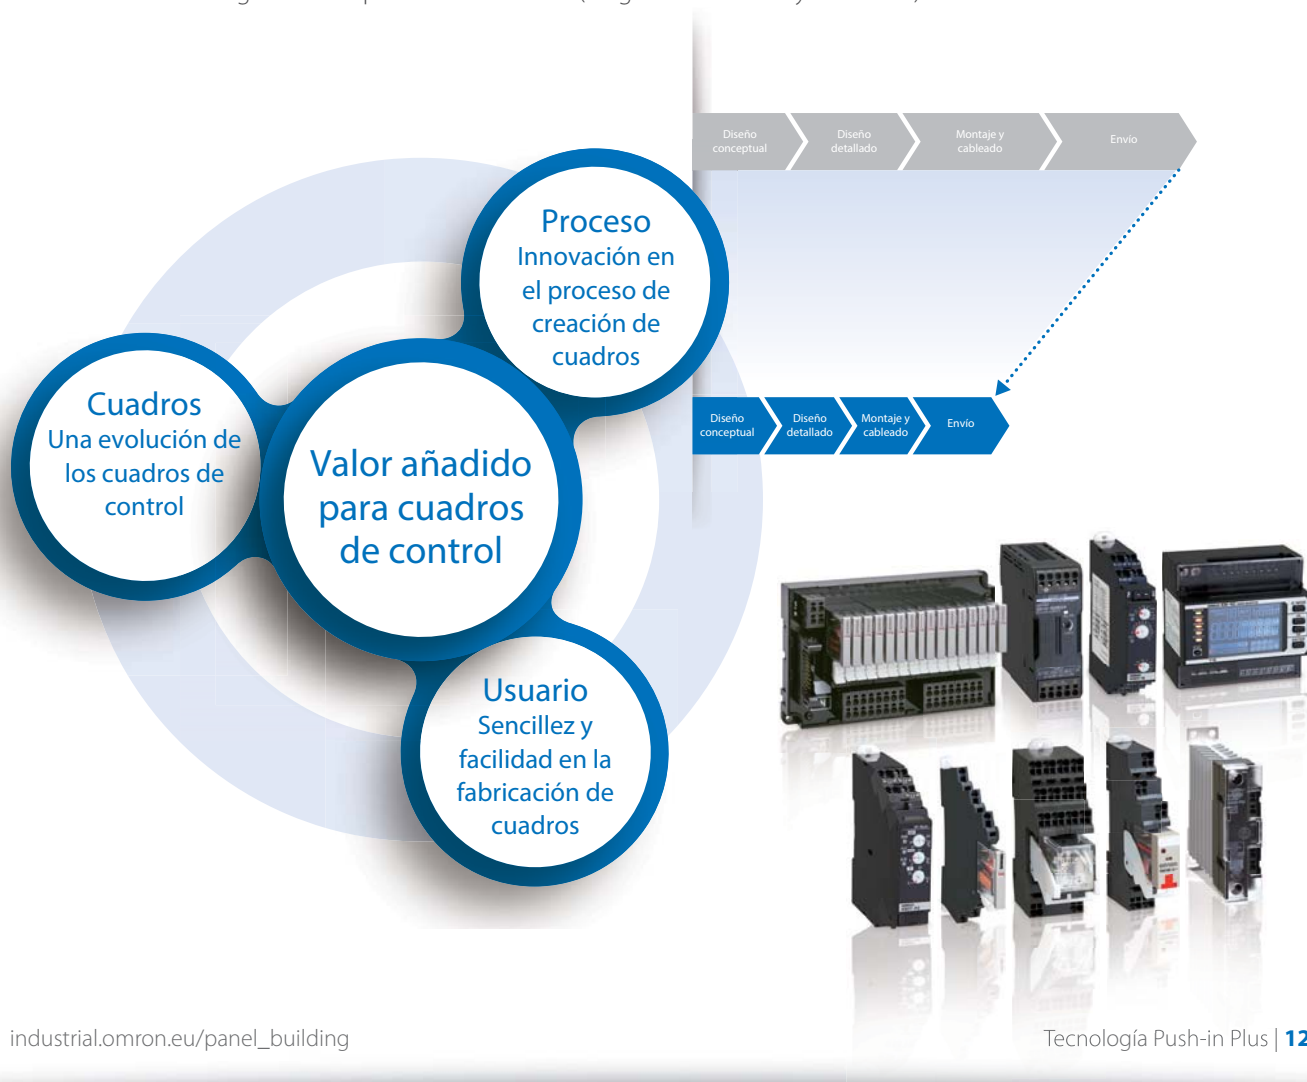 Diseño
conceptual
Diseño
detallado
Montaje y
cableado
Envío
Proceso
Innovación en
el proceso de
creación de
cuadros
Cuadros
Una evolución de
los cuadros de
control
Valor añadido
para cuadros
de control
Diseño
conceptual
Diseño
detallado
Montaje y
cableado
Envío
Usuario
Sencillez y
facilidad en la
fabricación de
cuadros
industrial.omron.eu/panel_building
Tecnología Push-in Plus | 12